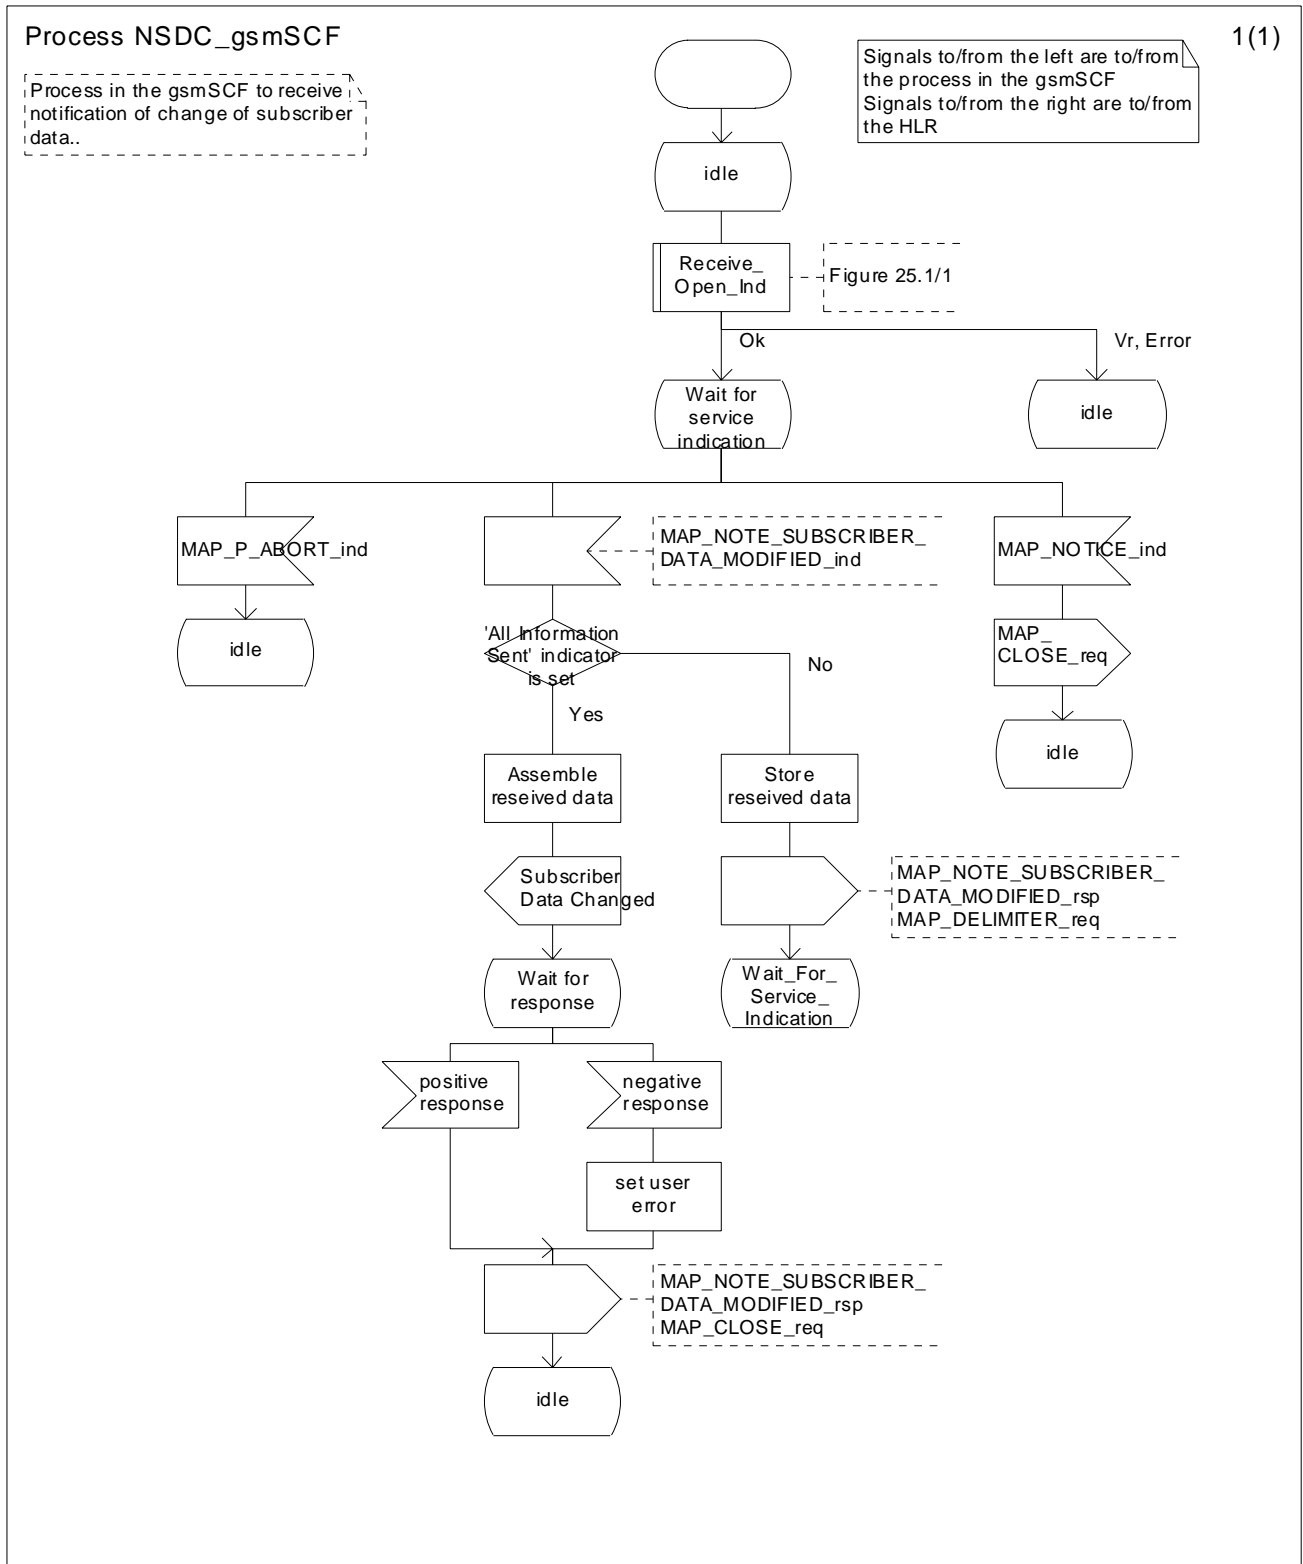 Process NSDC_gsmSCF
1(1)
Process in the gsmSCF to receive
notification of change of subscriber
data..
Signals to/from the left are to/from
the process in the gsmSCF
Signals to/from the right are to/from
the HLR
idle
Receive_
Open_Ind
Figure 25.1/1
Ok
Vr, Error
Wait for
service
indication
idle
MAP_P_ABORT_ind
MAP_NOTE_SUBSCRIBER_
DATA_MODIFIED_ind
MAP_NOTICE_ind
idle
'All Information
Sent' indicator
is set
No
Yes
MAP_
CLOSE_req
idle
Assemble
reseived data
Store
reseived data
Subscriber
Data Changed
MAP_NOTE_SUBSCRIBER_
DATA_MODIFIED_rsp
MAP_DELIMITER_req
Wait for
response
Wait_For_
Service_
Indication
positive
response
negative
response
set user
error
MAP_NOTE_SUBSCRIBER_
DATA_MODIFIED_rsp
MAP_CLOSE_req
idle